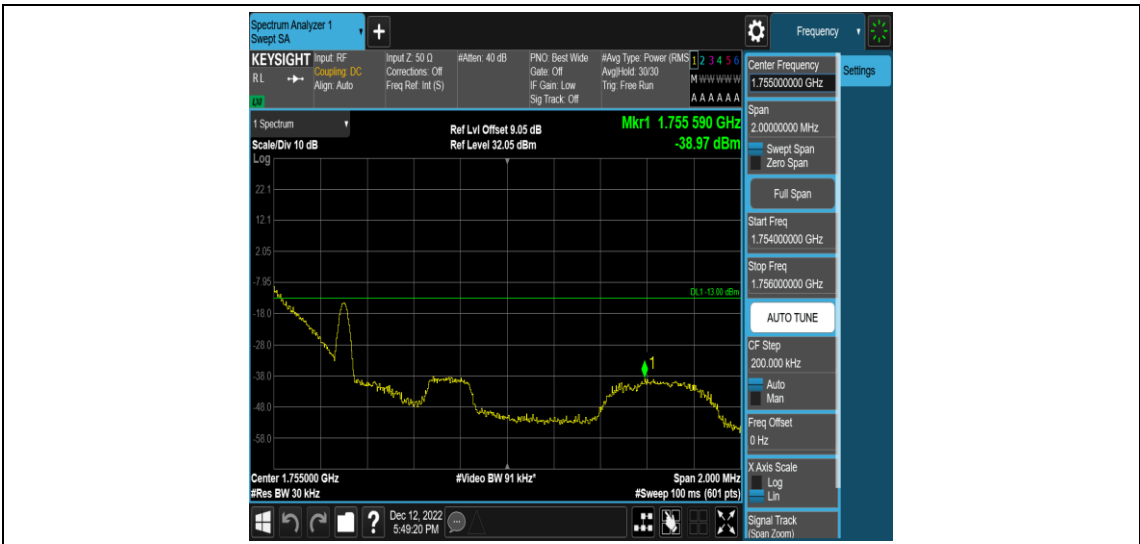 Spectrum Analyzer 1
Swept SA
+
Frequency
KEYSIGHT
RL
LXI
Input: RF
Coupling: DC
Align: Auto
Input Z: 50 Ω
Corrections: Off
Freq Ref: Int (S)
#Atten: 40 dB
PNO: Best Wide
Gate: Off
IF Gain: Low
Sig Track: Off
#Avg Type: Power (RMS
Avg|Hold: 30/30
Trig: Free Run
1 2 3 4 5 6
M W W W W W
A A A A A A
1 Spectrum
Scale/Div 10 dB
Log
Ref Lvl Offset 9.05 dB
Ref Level 32.05 dBm
Mkr1 1.755 590 GHz
-38.97 dBm
22.1
12.1
2.05
-7.95
DL1 -13.00 dBm
-18.0
-28.0
1
-38.0
-48.0
-58.0
Center 1.755000 GHz
#Res BW 30 kHz
#Video BW 91 kHz*
Span 2.000 MHz
#Sweep 100 ms (601 pts)
Center Frequency
1.755000000 GHz
Settings
Span
2.00000000 MHz
Swept Span
Zero Span
Full Span
Start Freq
1.754000000 GHz
Stop Freq
1.756000000 GHz
AUTO TUNE
CF Step
200.000 kHz
Auto
Man
Freq Offset
0 Hz
X Axis Scale
Log
Lin
Signal Track
(Span Zoom)
?
Dec 12, 2022
5:49:20 PM